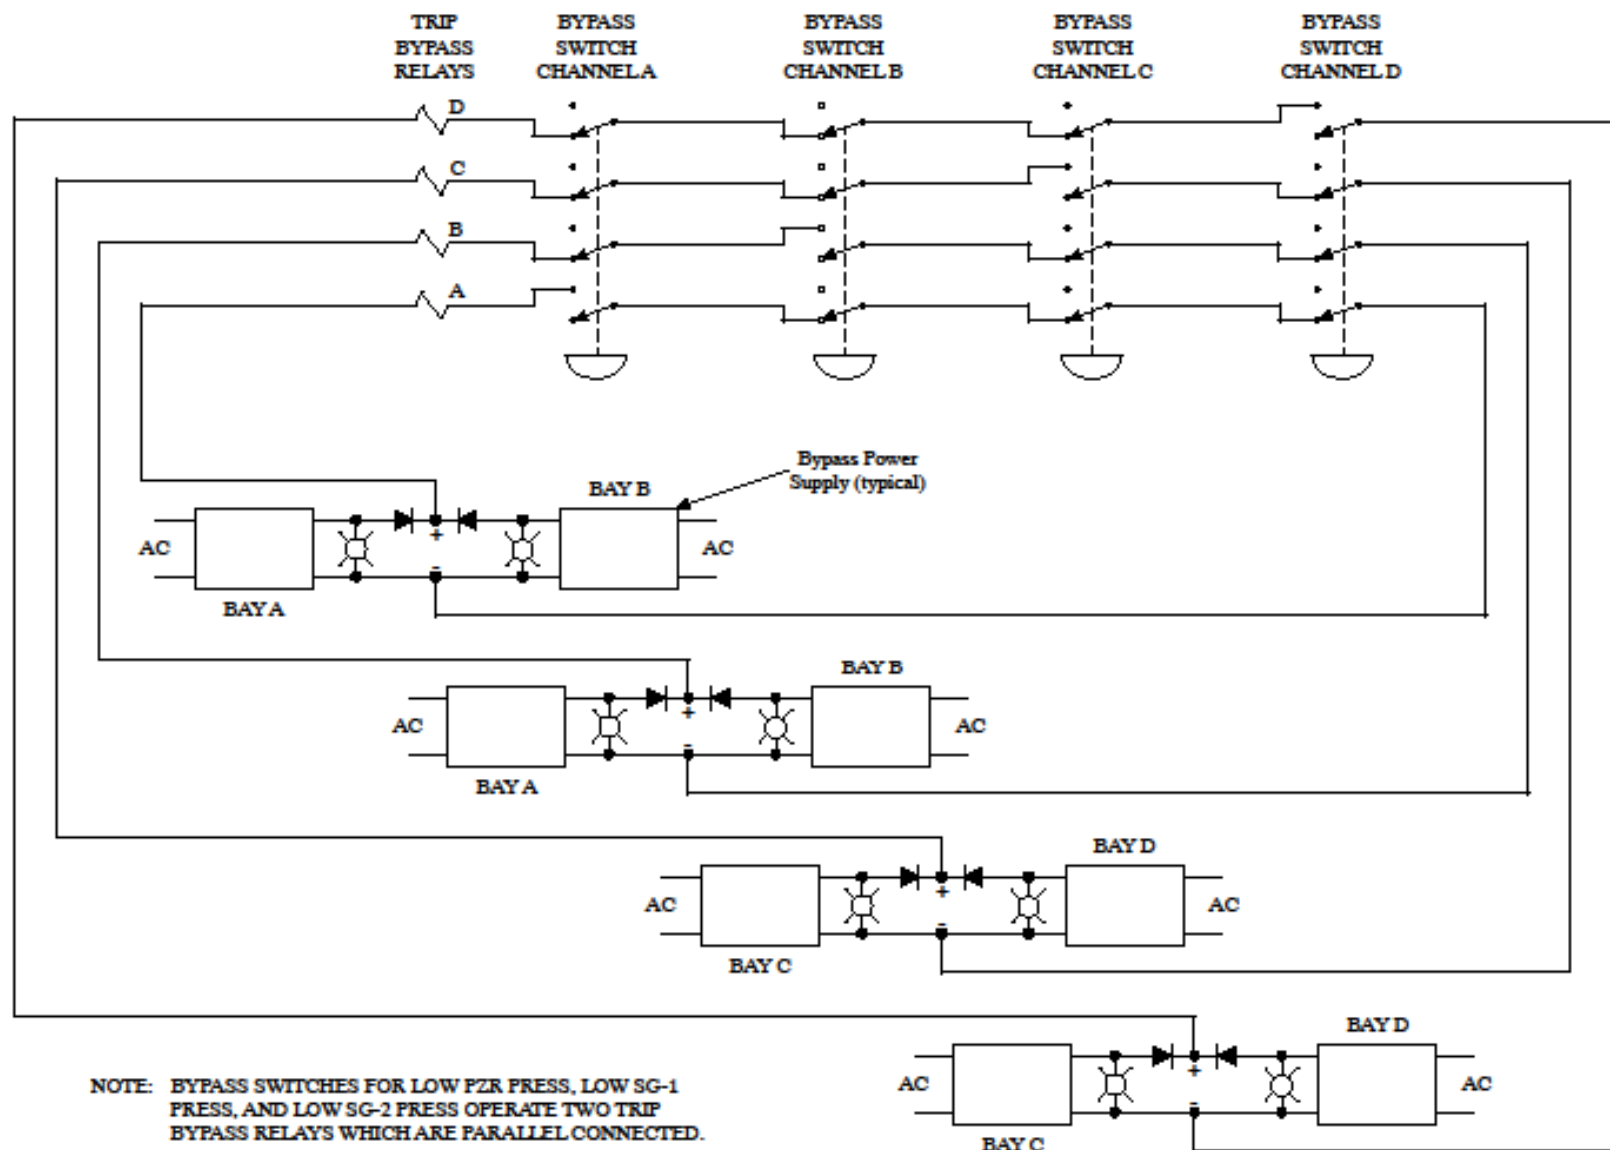 TRIP
BYPASS
RELAYS
BYPASS
SWITCH
CHANNEL A
BYPASS
SWITCH
CHANNEL B
BYPASS
SWITCH
CHANNEL C
BYPASS
SWITCH
CHANNEL D
D
C
B
A
Bypass Power
Supply (typical)
BAY B
AC
+
-
AC
BAY A
BAY B
AC
+
-
AC
BAY A
BAY D
AC
+
-
AC
BAY C
BAY D
AC
+
-
AC
BAY C
NOTE: BYPASS SWITCHES FOR LOW PZR PRESS, LOW SG-1
PRESS, AND LOW SG-2 PRESS OPERATE TWO TRIP
BYPASS RELAYS WHICH ARE PARALLEL CONNECTED.